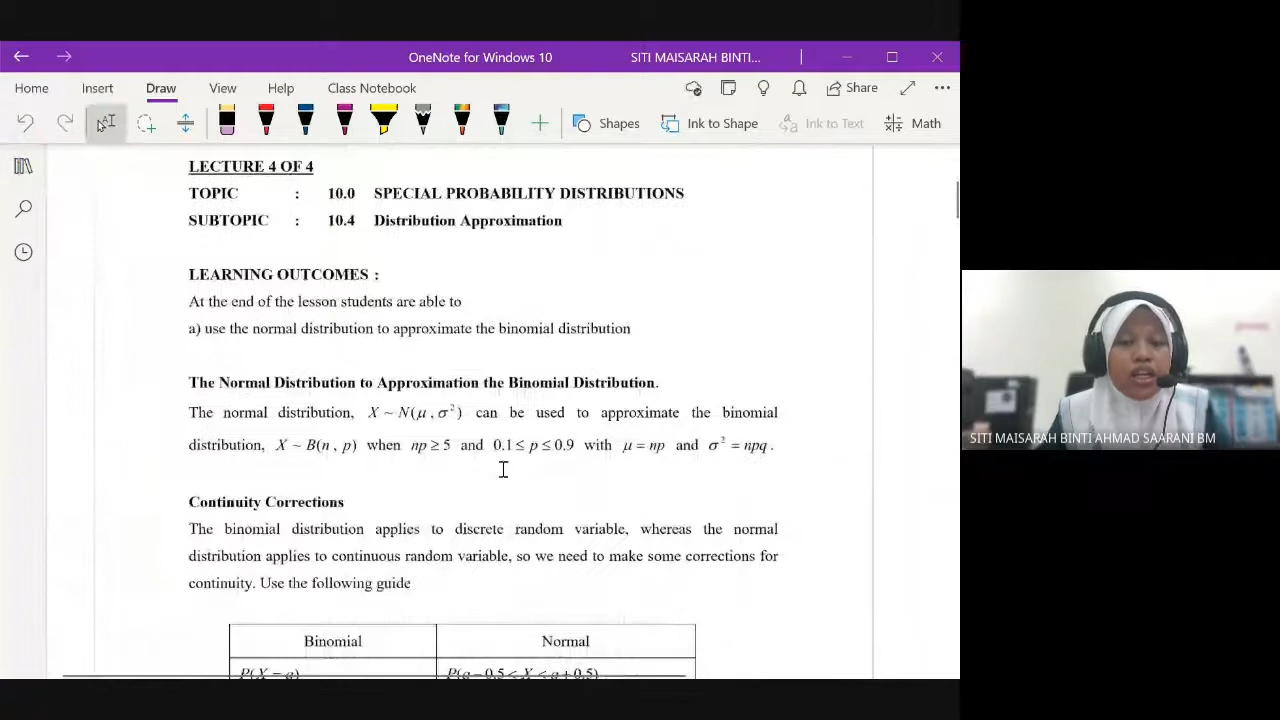 OneNote for Windows 10 SITI MAISARAH BINTI...
Home Insert Draw View Help Class Notebook Share
Shapes Ink to Shape Ink to Text Math
LECTURE 4 OF 4
TOPIC : 10.0 SPECIAL PROBABILITY DISTRIBUTIONS
SUBTOPIC : 10.4 Distribution Approximation
LEARNING OUTCOMES :
At the end of the lesson students are able to
a) use the normal distribution to approximate the binomial distribution
The Normal Distribution to Approximation the Binomial Distribution.
The normal distribution, X ~ N(μ , σ²) can be used to approximate the binomial
distribution, X ~ B(n , p) when np ≥ 5 and 0.1 ≤ p ≤ 0.9 with μ = np and σ² = npq .
Continuity Corrections
The binomial distribution applies to discrete random variable, whereas the normal
distribution applies to continuous random variable, so we need to make some corrections for
continuity. Use the following guide
Binomial Normal
P(X = a) P(a − 0.5 < X < a + 0.5)
SITI MAISARAH BINTI AHMAD SAARANI BM